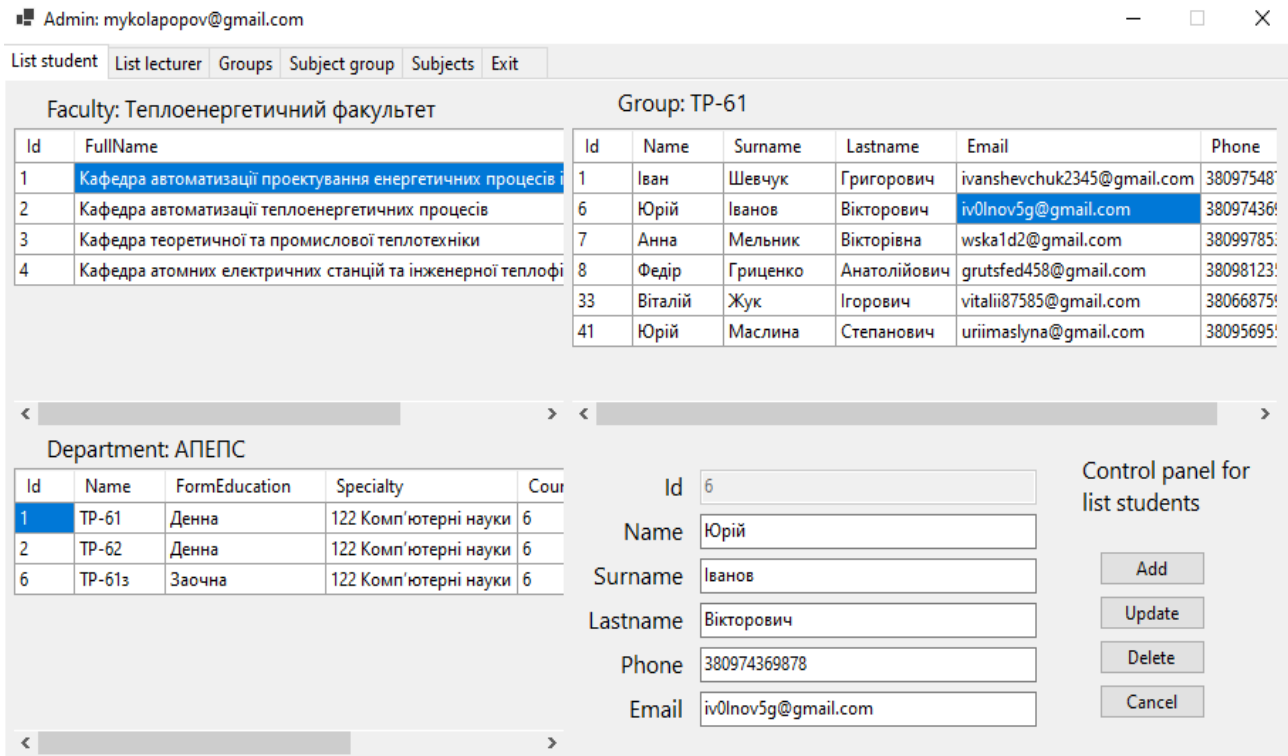 Admin: mykolapopov@gmail.com
List student List lecturer Groups Subject group Subjects Exit
Faculty: Теплоенергетичний факультет
Id FullName
1 Кафедра автоматизації проектування енергетичних процесів і
2 Кафедра автоматизації теплоенергетичних процесів
3 Кафедра теоретичної та промислової теплотехніки
4 Кафедра атомних електричних станцій та інженерної теплофі
Group: ТР-61
Id Name Surname Lastname Email Phone
1 Іван Шевчук Григорович ivanshevchuk2345@gmail.com 38097548
6 Юрій Іванов Вікторович iv0lnov5g@gmail.com 38097436
7 Анна Мельник Вікторівна wska1d2@gmail.com 38099785
8 Федір Гриценко Анатолійович grutsfed458@gmail.com 38098123
33 Віталій Жук Ігорович vitalii87585@gmail.com 38066875
41 Юрій Маслина Степанович uriimaslyna@gmail.com 38095695
Department: АПЕПС
Id Name FormEducation Specialty Cour
1 ТР-61 Денна 122 Комп'ютерні науки 6
2 ТР-62 Денна 122 Комп'ютерні науки 6
6 ТР-61з Заочна 122 Комп'ютерні науки 6
Id 6
Name Юрій
Surname Іванов
Lastname Вікторович
Phone 380974369878
Email iv0lnov5g@gmail.com
Control panel for
list students
Add
Update
Delete
Cancel